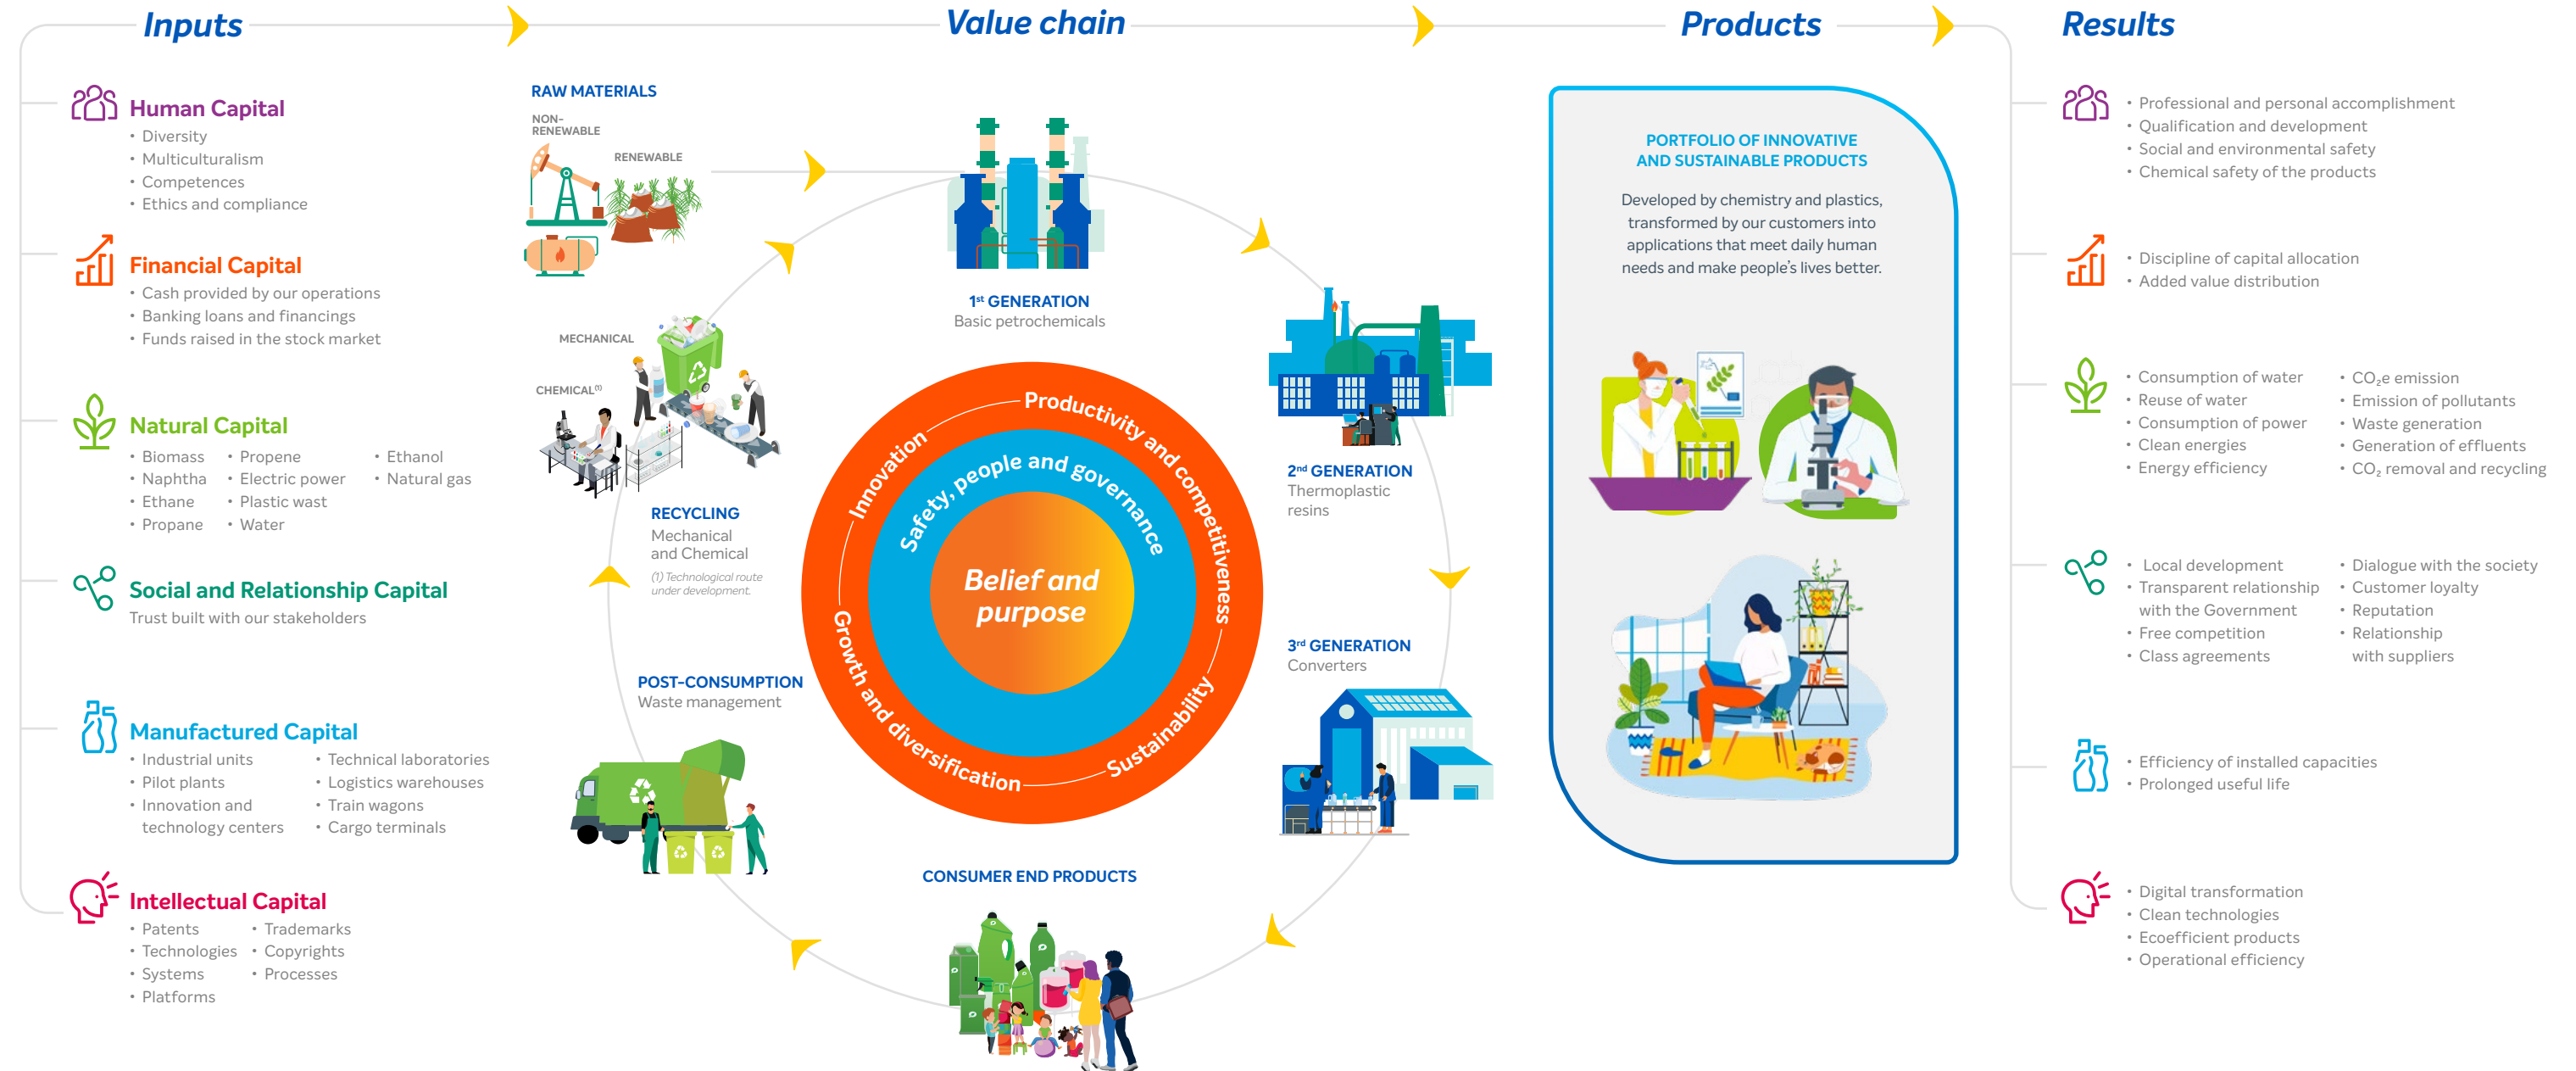 Inputs
Value chain
Products
Results
Human Capital
• Diversity
• Multiculturalism
• Competences
• Ethics and compliance
Financial Capital
• Cash provided by our operations
• Banking loans and financings
• Funds raised in the stock market
Natural Capital
• Biomass
• Naphtha
• Ethane
• Propane
• Propene
• Electric power
• Plastic wast
• Water
• Ethanol
• Natural gas
Social and Relationship Capital
Trust built with our stakeholders
Manufactured Capital
• Industrial units
• Pilot plants
• Innovation and
technology centers
• Technical laboratories
• Logistics warehouses
• Train wagons
• Cargo terminals
Intellectual Capital
• Patents
• Technologies
• Systems
• Platforms
• Trademarks
• Copyrights
• Processes
RAW MATERIALS
NON-
RENEWABLE
RENEWABLE
1st GENERATION
Basic petrochemicals
2nd GENERATION
Thermoplastic
resins
3rd GENERATION
Converters
CONSUMER END PRODUCTS
POST-CONSUMPTION
Waste management
MECHANICAL
CHEMICAL(1)
RECYCLING
Mechanical
and Chemical
(1) Technological route
under development.
Innovation
Productivity and competitiveness
Sustainability
Growth and diversification
Safety, people and governance
Belief and
purpose
PORTFOLIO OF INNOVATIVE
AND SUSTAINABLE PRODUCTS
Developed by chemistry and plastics,
transformed by our customers into
applications that meet daily human
needs and make people's lives better.
• Professional and personal accomplishment
• Qualification and development
• Social and environmental safety
• Chemical safety of the products
• Discipline of capital allocation
• Added value distribution
• Consumption of water
• Reuse of water
• Consumption of power
• Clean energies
• Energy efficiency
• CO₂e emission
• Emission of pollutants
• Waste generation
• Generation of effluents
• CO₂ removal and recycling
• Local development
• Transparent relationship
with the Government
• Free competition
• Class agreements
• Dialogue with the society
• Customer loyalty
• Reputation
• Relationship
with suppliers
• Efficiency of installed capacities
• Prolonged useful life
• Digital transformation
• Clean technologies
• Ecoefficient products
• Operational efficiency